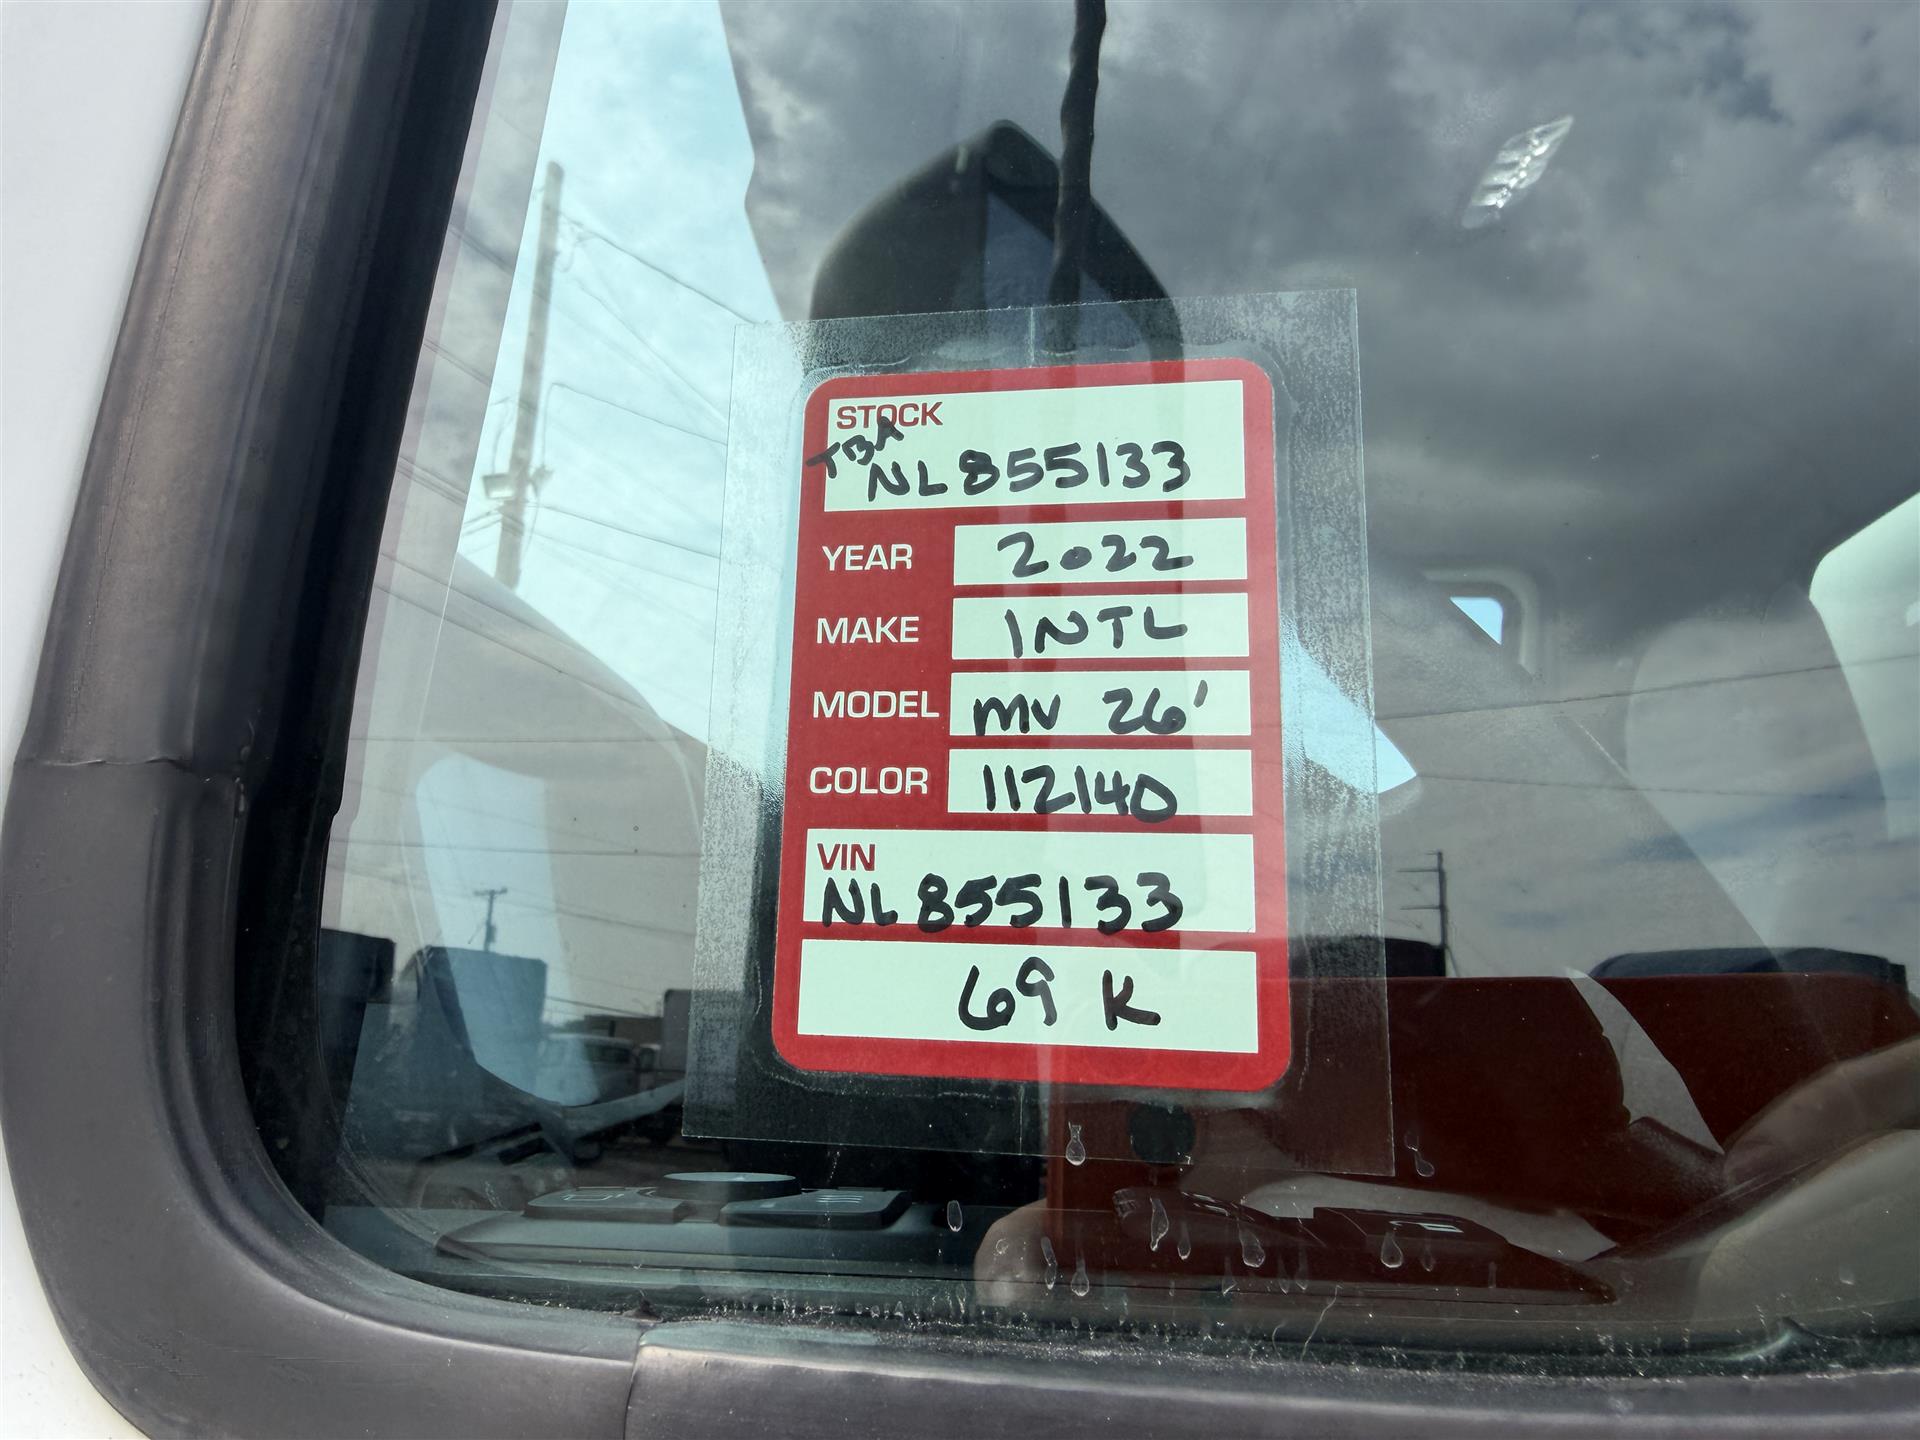 STOCK
TBA
NL855133
YEAR 2022
MAKE INTL
MODEL MV 26'
COLOR 112140
VIN
NL855133
69 K